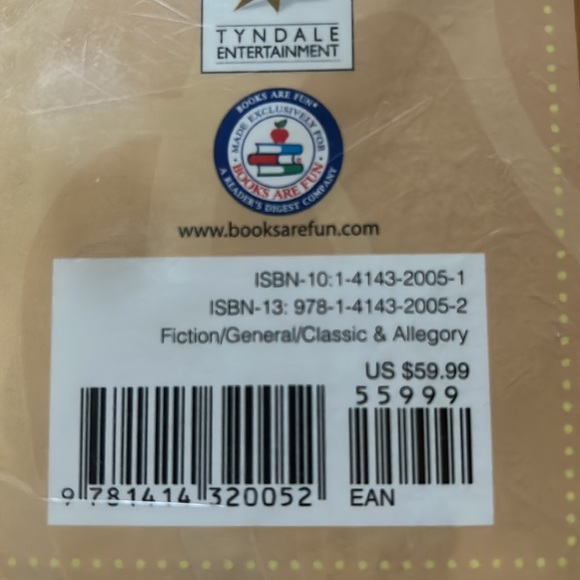 TYNDALE
ENTERTAINMENT
BOOKS ARE FUN®
MADE EXCLUSIVELY FOR
BOOKS ARE FUN
A READER'S DIGEST COMPANY
www.booksarefun.com
ISBN-10:1-4143-2005-1
ISBN-13: 978-1-4143-2005-2
Fiction/General/Classic & Allegory
US $59.99
55999
9 781414 320052
EAN